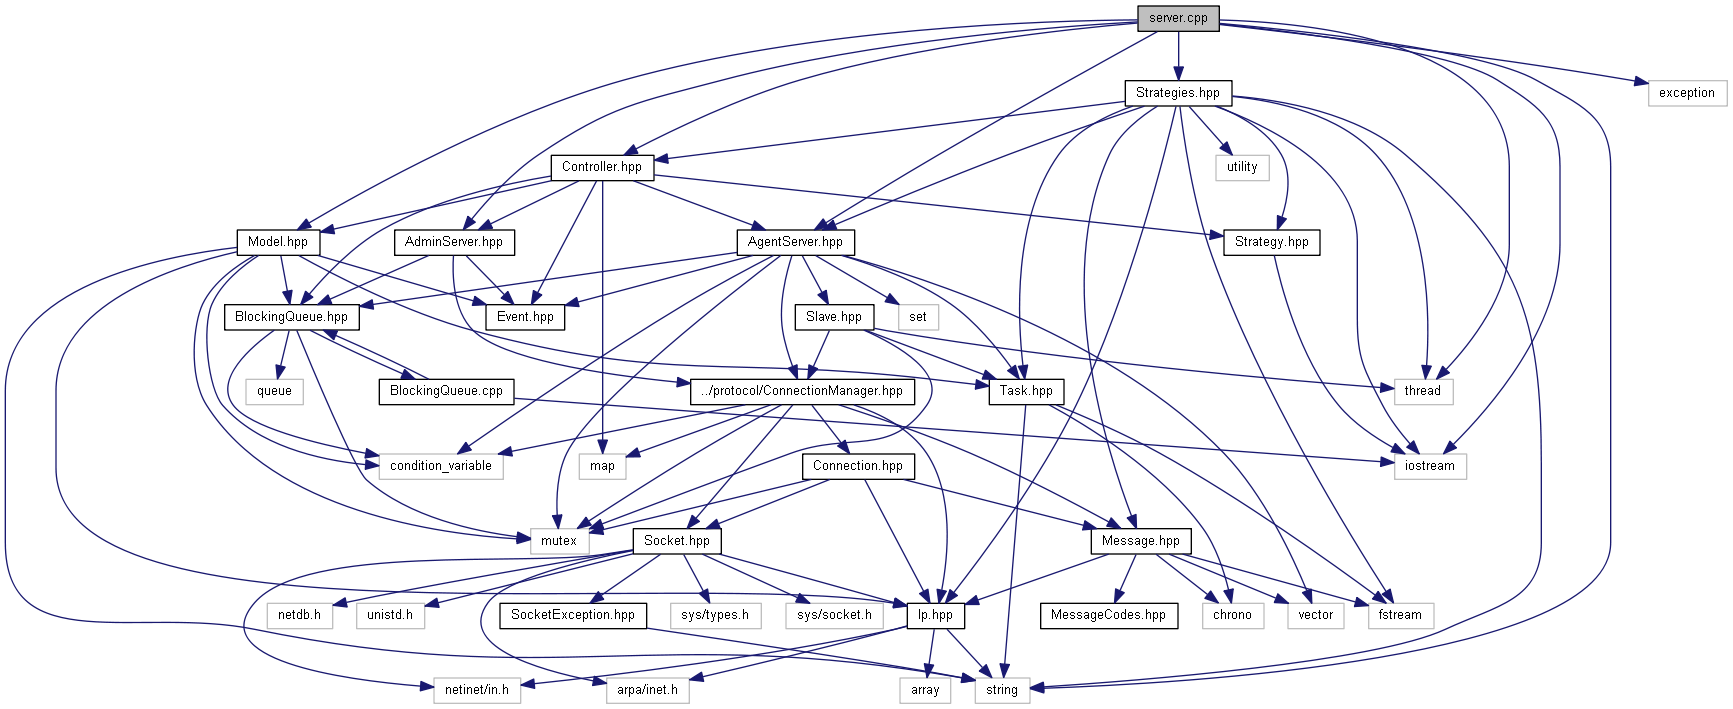 server.cpp
Strategies.hpp
exception
Controller.hpp
utility
Model.hpp
AdminServer.hpp
AgentServer.hpp
Strategy.hpp
BlockingQueue.hpp
Event.hpp
Slave.hpp
set
queue
BlockingQueue.cpp
../protocol/ConnectionManager.hpp
Task.hpp
thread
condition_variable
map
Connection.hpp
iostream
mutex
Socket.hpp
Message.hpp
netdb.h
unistd.h
SocketException.hpp
sys/types.h
sys/socket.h
Ip.hpp
MessageCodes.hpp
chrono
vector
fstream
netinet/in.h
arpa/inet.h
array
string